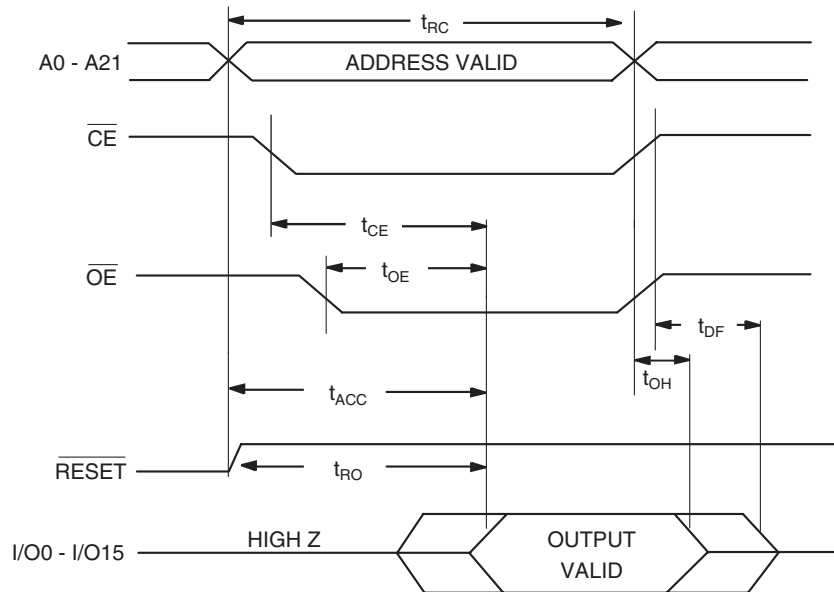 tRC
A0 - A21
ADDRESS VALID
CE
tCE
tOE
OE
tDF
tOH
tACC
RESET
tRO
I/O0 - I/O15
HIGH Z
OUTPUT
VALID